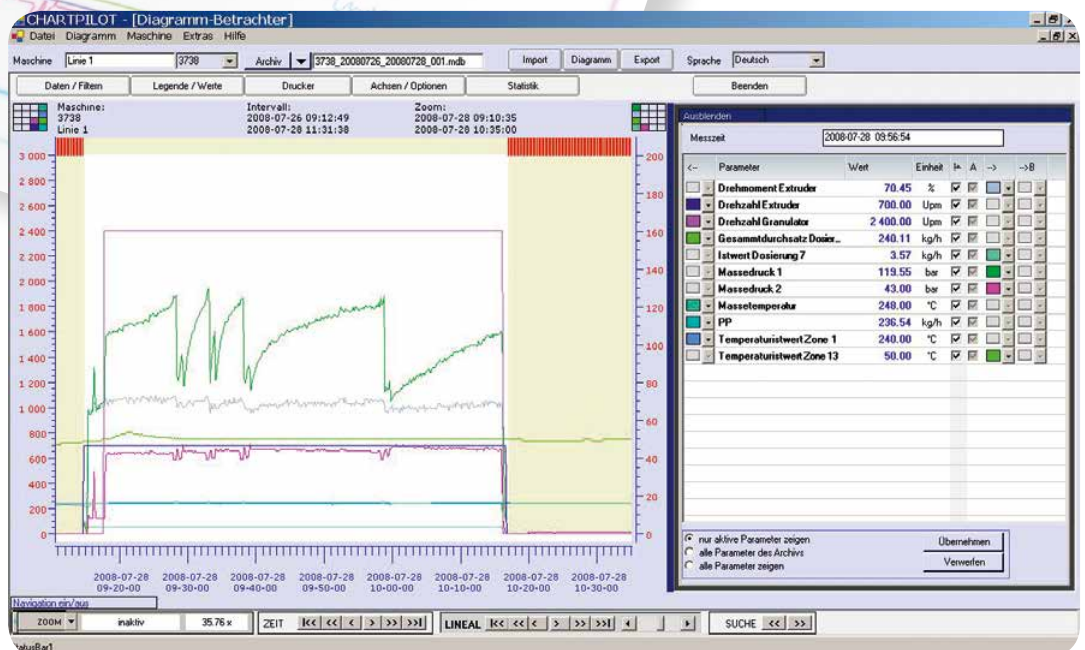 CHARTPILOT - [Diagramm-Betrachter]
Datei Diagramm Maschine Extras Hilfe
Maschine Linie 1 3738 Archiv 3738_20080726_20080728_001.mdb Import Diagramm Export Sprache Deutsch
Daten / Filtern Legende / Werte Drucker Achsen / Optionen Statistik Beenden
Maschine: Intervall: Zoom:
3738 2008-07-26 09:12:49 2008-07-28 09:10:35
Linie 1 2008-07-28 11:31:38 2008-07-28 10:35:00
3 000
2 800
2 600
2 400
2 200
2 000
1 800
1 600
1 400
1 200
1 000
800
600
400
200
0
200
180
160
140
120
100
80
60
40
20
0
2008-07-28 2008-07-28 2008-07-28 2008-07-28 2008-07-28 2008-07-28 2008-07-28 2008-07-28
09-20-00 09-30-00 09-40-00 09-50-00 10-00-00 10-10-00 10-20-00 10-30-00
Ausblenden
Messzeit 2008-07-28 09:56:54
<-- Parameter Wert Einheit A --> -->B
Drehmoment Extruder 70.45 %
Drehzahl Extruder 700.00 Upm
Drehzahl Granulator 2 400.00 Upm
Gesammtdurchsatz Dosier... 240.11 kg/h
Istwert Dosierung 7 3.57 kg/h
Massedruck 1 119.55 bar
Massedruck 2 43.00 bar
Massetemperatur 248.00 °C
PP 236.54 kg/h
Temperaturistwert Zone 1 240.00 °C
Temperaturistwert Zone 13 50.00 °C
nur aktive Parameter zeigen
alle Parameter des Archivs
alle Parameter zeigen
Übernehmen
Verwerfen
Navigation ein/aus
ZOOM inaktiv 35.76 x ZEIT |<< << < > >> >>| LINEAL |<< << < > >> >>| SUCHE << >>
StatusBar1